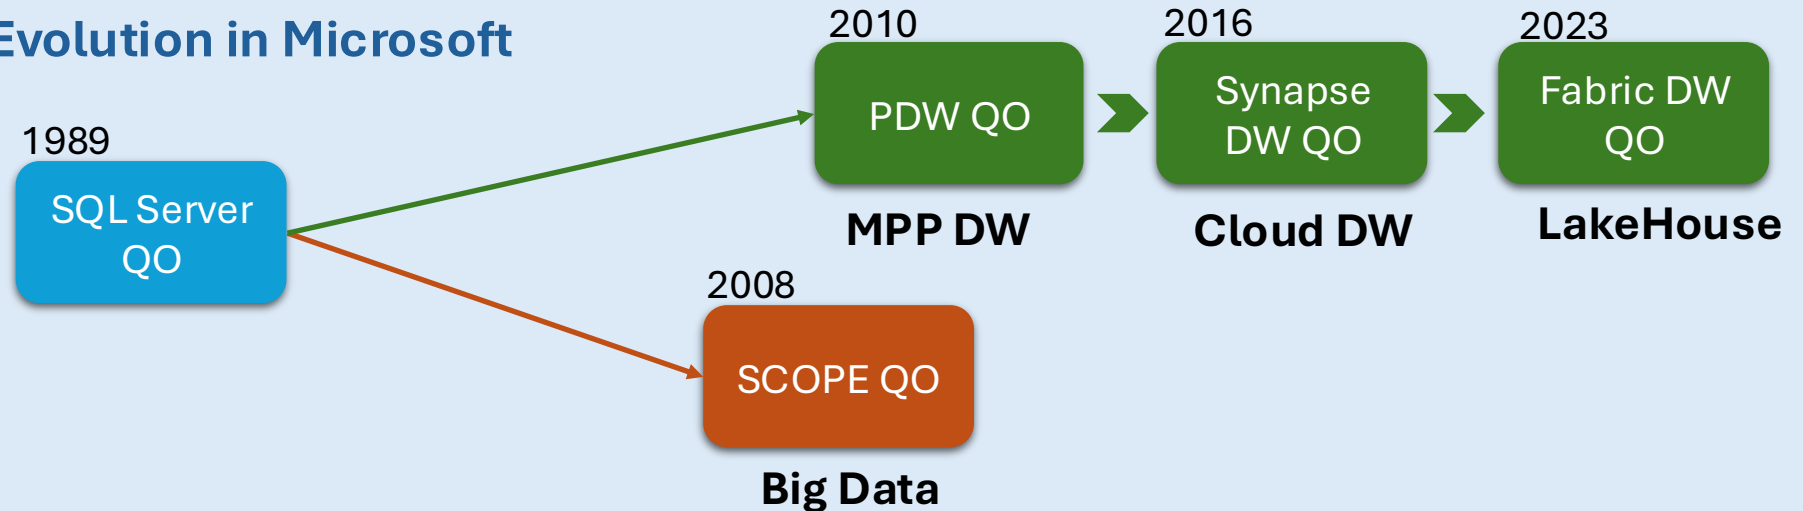 Evolution in Microsoft
1989
SQL Server
QO
2010
PDW QO
MPP DW
2016
Synapse
DW QO
Cloud DW
2023
Fabric DW
QO
LakeHouse
2008
SCOPE QO
Big Data